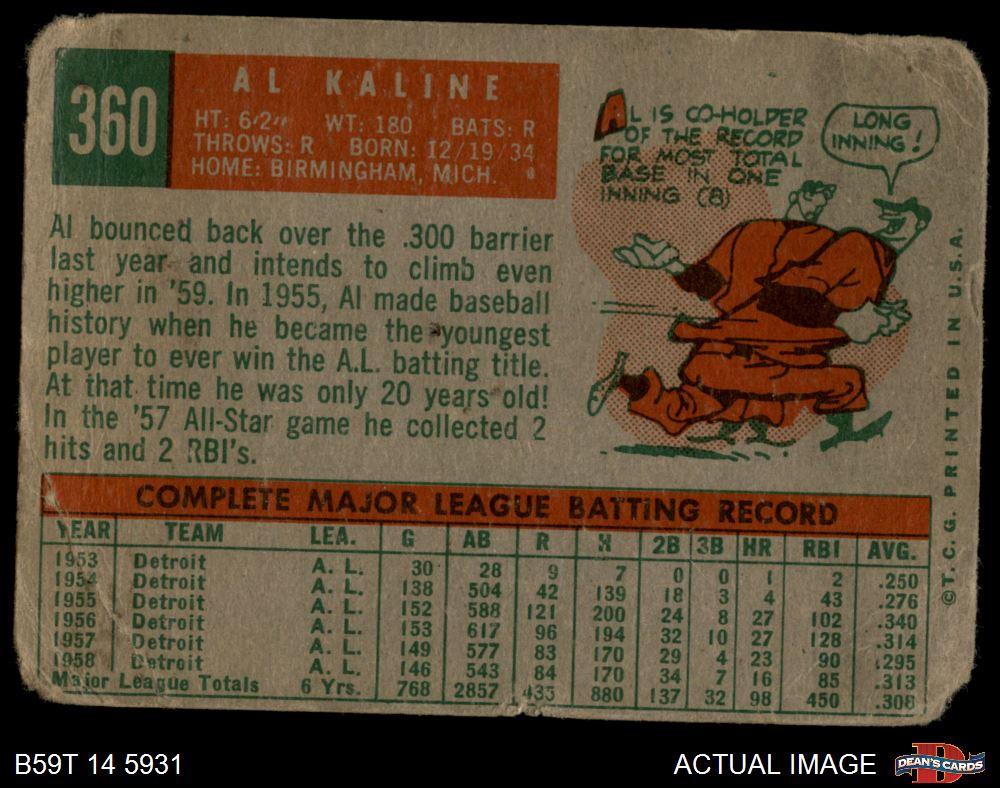 360
AL KALINE
HT: 6'2" WT: 180 BATS: R
THROWS: R BORN: 12/19/34
HOME: BIRMINGHAM, MICH.
AL IS CO-HOLDER
OF THE RECORD
FOR MOST TOTAL
BASE IN ONE
INNING (8)
LONG
INNING!
Al bounced back over the .300 barrier
last year and intends to climb even
higher in '59. In 1955, Al made baseball
history when he became the youngest
player to ever win the A.L. batting title.
At that time he was only 20 years old!
In the '57 All-Star game he collected 2
hits and 2 RBI's.
COMPLETE MAJOR LEAGUE BATTING RECORD
YEAR TEAM LEA. G AB R H 2B 3B HR RBI AVG.
1953 Detroit A. L. 30 28 9 7 0 0 1 2 .250
1954 Detroit A. L. 138 504 42 139 18 3 4 43 .276
1955 Detroit A. L. 152 588 121 200 24 8 27 102 .340
1956 Detroit A. L. 153 617 96 194 32 10 27 128 .314
1957 Detroit A. L. 149 577 83 170 29 4 23 90 .295
1958 Detroit A. L. 146 543 84 170 34 7 16 85 .313
Major League Totals 6 Yrs. 768 2857 435 880 137 32 98 450 .308
©T. C. G. PRINTED IN U.S.A.
B59T 14 5931
ACTUAL IMAGE
DEAN'S CARDS